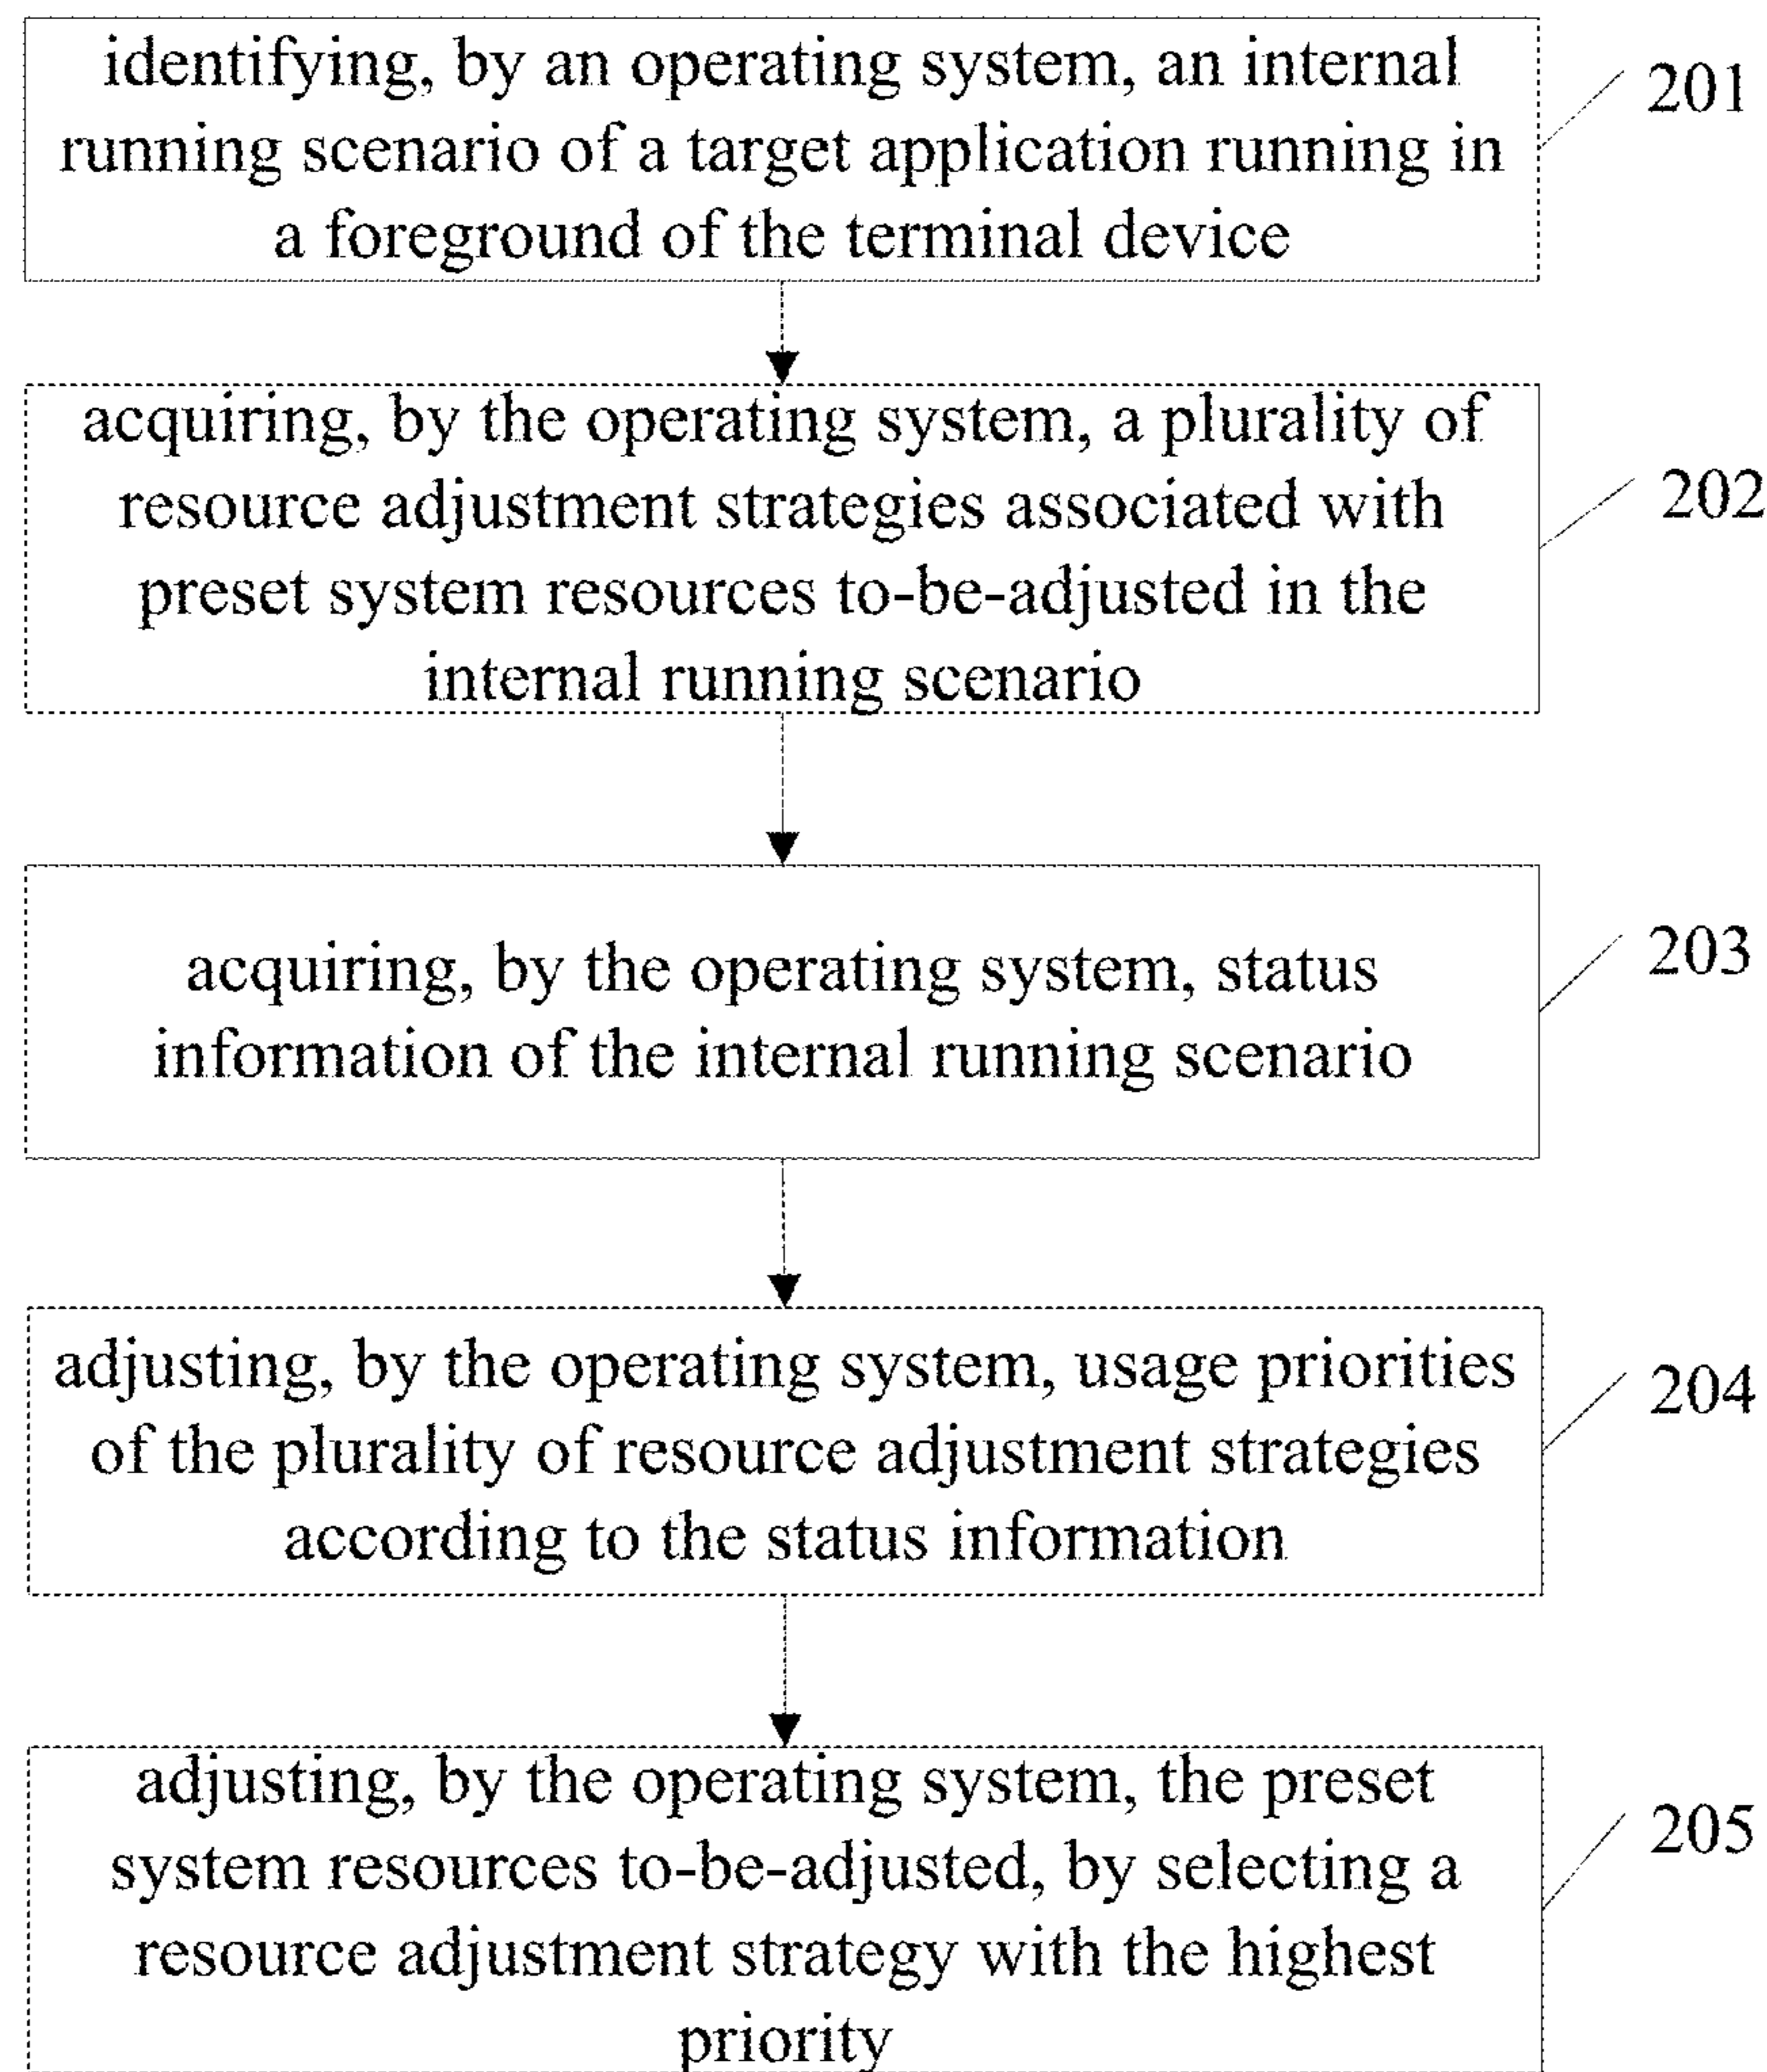 identifying, by an operating system, an internal
running scenario of a target application running in
a foreground of the terminal device
201
acquiring, by the operating system, a plurality of
resource adjustment strategies associated with
preset system resources to-be-adjusted in the
internal running scenario
202
acquiring, by the operating system, status
information of the internal running scenario
203
adjusting, by the operating system, usage priorities
of the plurality of resource adjustment strategies
according to the status information
204
adjusting, by the operating system, the preset
system resources to-be-adjusted, by selecting a
resource adjustment strategy with the highest
priority
205